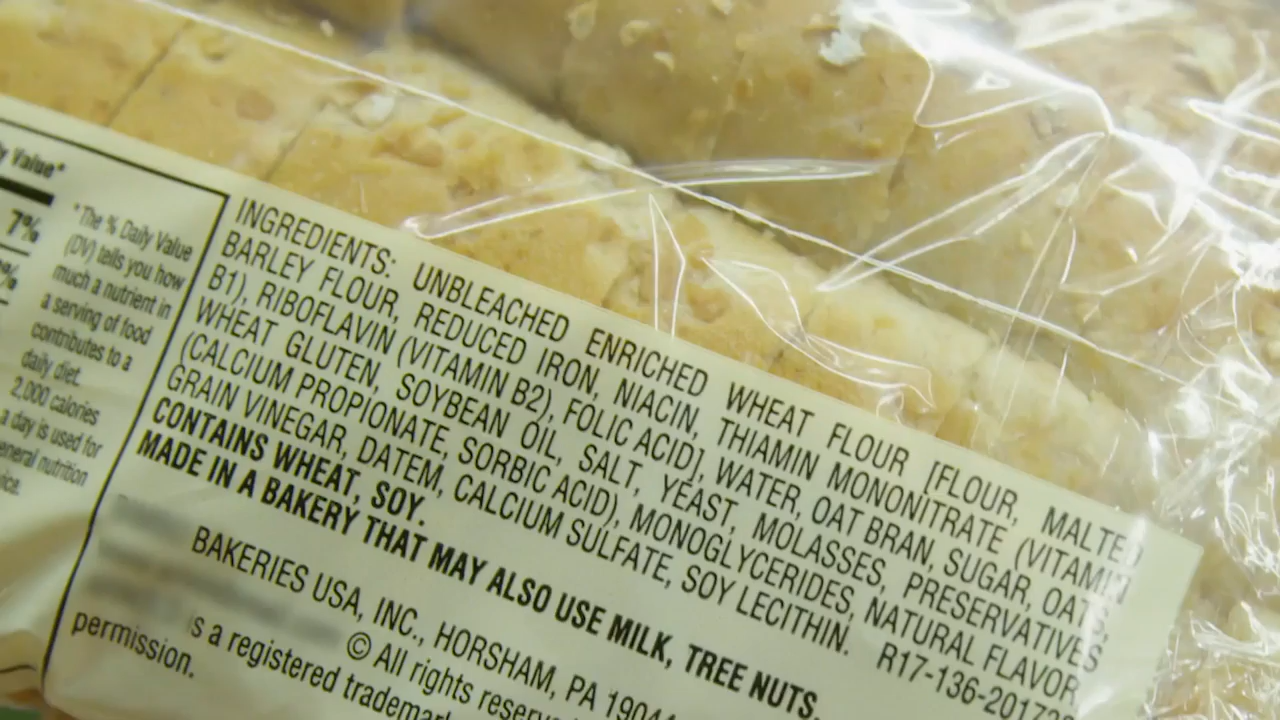 y Value*
7%
%
*The % Daily Value
(DV) tells you how
much a nutrient in
a serving of food
contributes to a
daily diet.
2,000 calories
a day is used for
eneral nutrition
ice.
INGREDIENTS: UNBLEACHED ENRICHED WHEAT FLOUR [FLOUR, MALTED
BARLEY FLOUR, REDUCED IRON, NIACIN, THIAMIN MONONITRATE (VITAMIN
B1), RIBOFLAVIN (VITAMIN B2), FOLIC ACID], WATER, OAT BRAN, SUGAR, OATS,
WHEAT GLUTEN, SOYBEAN OIL, SALT, YEAST, MOLASSES, PRESERVATIVES
(CALCIUM PROPIONATE, SORBIC ACID), MONOGLYCERIDES, NATURAL FLAVOR,
GRAIN VINEGAR, DATEM, CALCIUM SULFATE, SOY LECITHIN. R17-136-201728
CONTAINS WHEAT, SOY.
MADE IN A BAKERY THAT MAY ALSO USE MILK, TREE NUTS.
BAKERIES USA, INC., HORSHAM, PA 19044
© All rights reserve
s a registered trademar
permission.